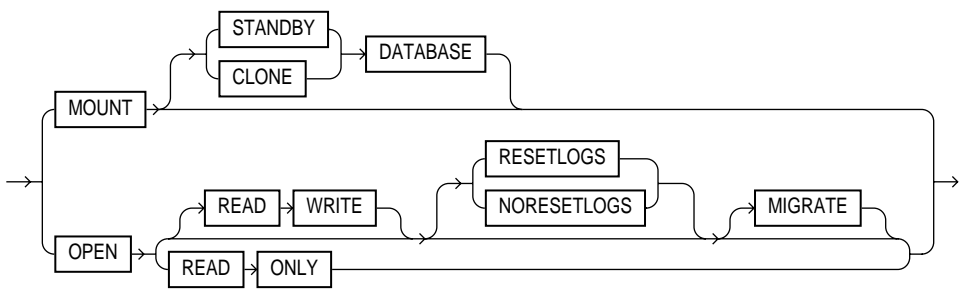 STANDBY
CLONE
DATABASE
MOUNT
RESETLOGS
NORESETLOGS
READ WRITE
MIGRATE
OPEN
READ ONLY